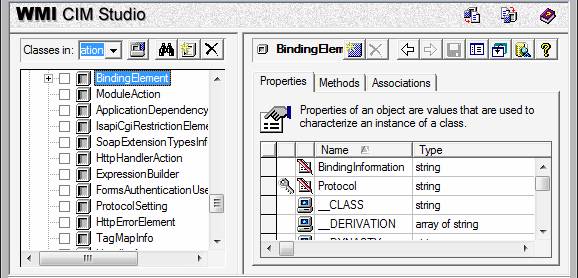 WMI CIM Studio
Classes in: ation
BindingElement
ModuleAction
ApplicationDependency
IsapiCgiRestrictionEleme
SoapExtensionTypesInf
HttpHandlerAction
ExpressionBuilder
FormsAuthenticationUse
ProtocolSetting
HttpErrorElement
TagMapInfo
BindingElem
Properties Methods Associations
Properties of an object are values that are used to
characterize an instance of a class.
Name Type
BindingInformation string
Protocol string
__CLASS string
__DERIVATION array of string